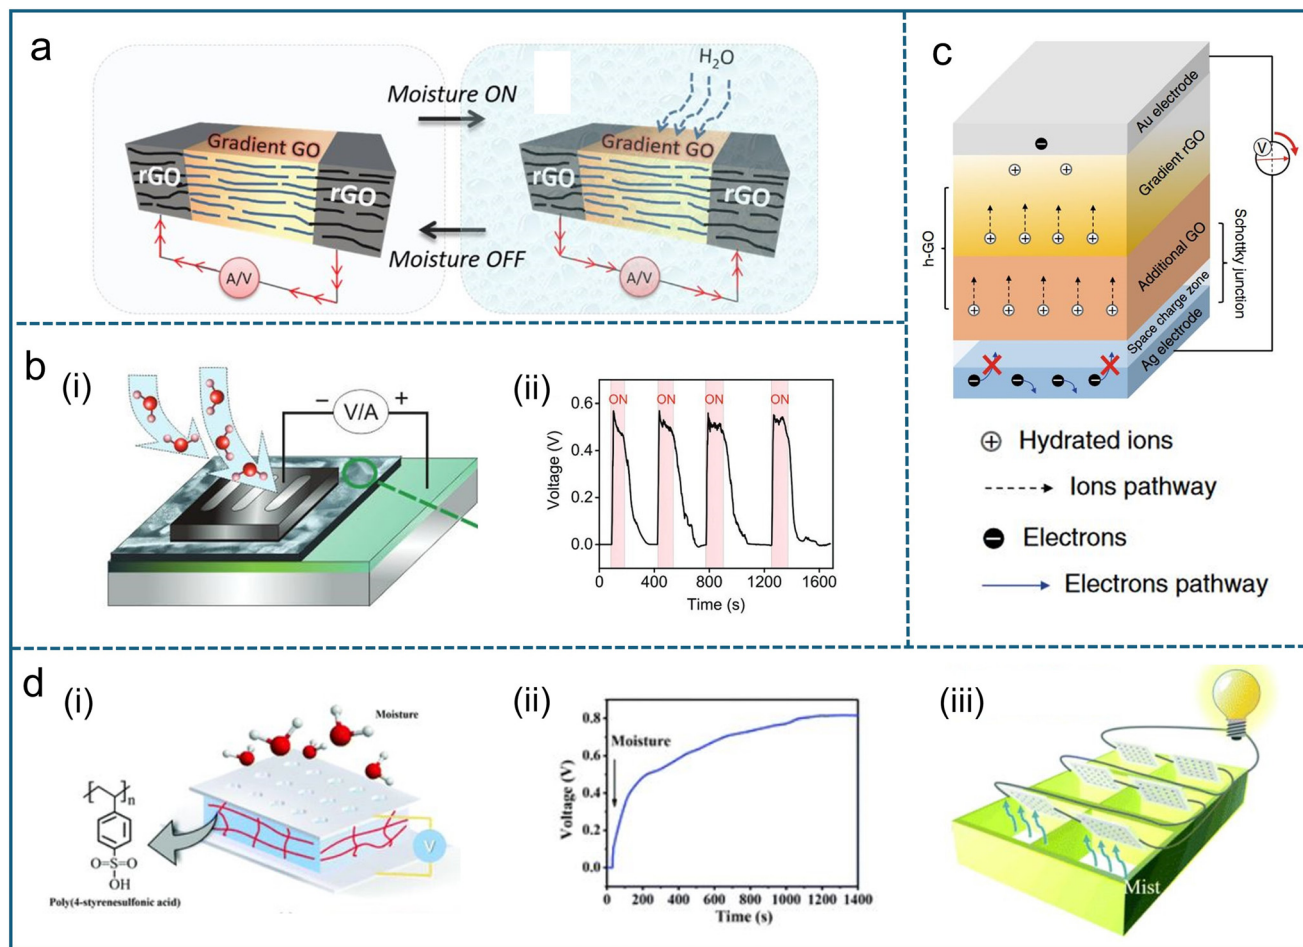 a
Moisture ON
H₂O
Gradient GO
rGO
rGO
A/V
Moisture OFF
Gradient GO
rGO
rGO
A/V
b
(i)
− V/A +
(ii)
ON
ON
ON
ON
Voltage (V)
0.6
0.4
0.2
0.0
0 400 800 1200 1600
Time (s)
c
Au electrode
Gradient rGO
Additional GO
Space charge zone
Ag electrode
h-GO
Schottky junction
V
Hydrated ions
Ions pathway
Electrons
Electrons pathway
d
(i)
Moisture
V
n
O=S=O
OH
Poly(4-styrenesulfonic acid)
(ii)
Moisture
Voltage (V)
0.8
0.6
0.4
0.2
0.0
0 200 400 600 800 1000 1200 1400
Time (s)
(iii)
Mist